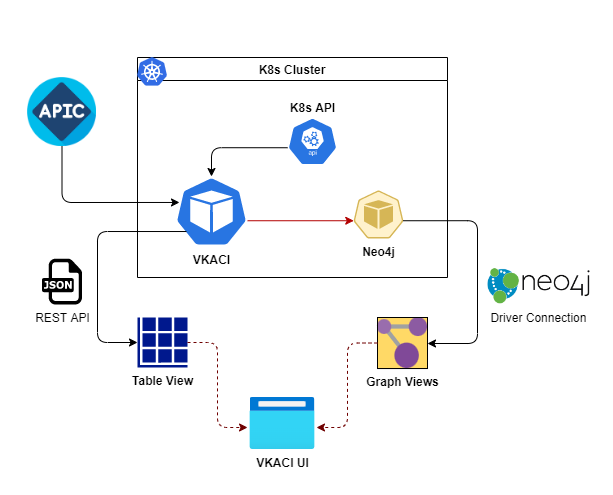 K8s Cluster
K8s API
APIC
api
VKACI
Neo4j
JSON
REST API
neo4j
Driver Connection
Table View
Graph Views
VKACI UI